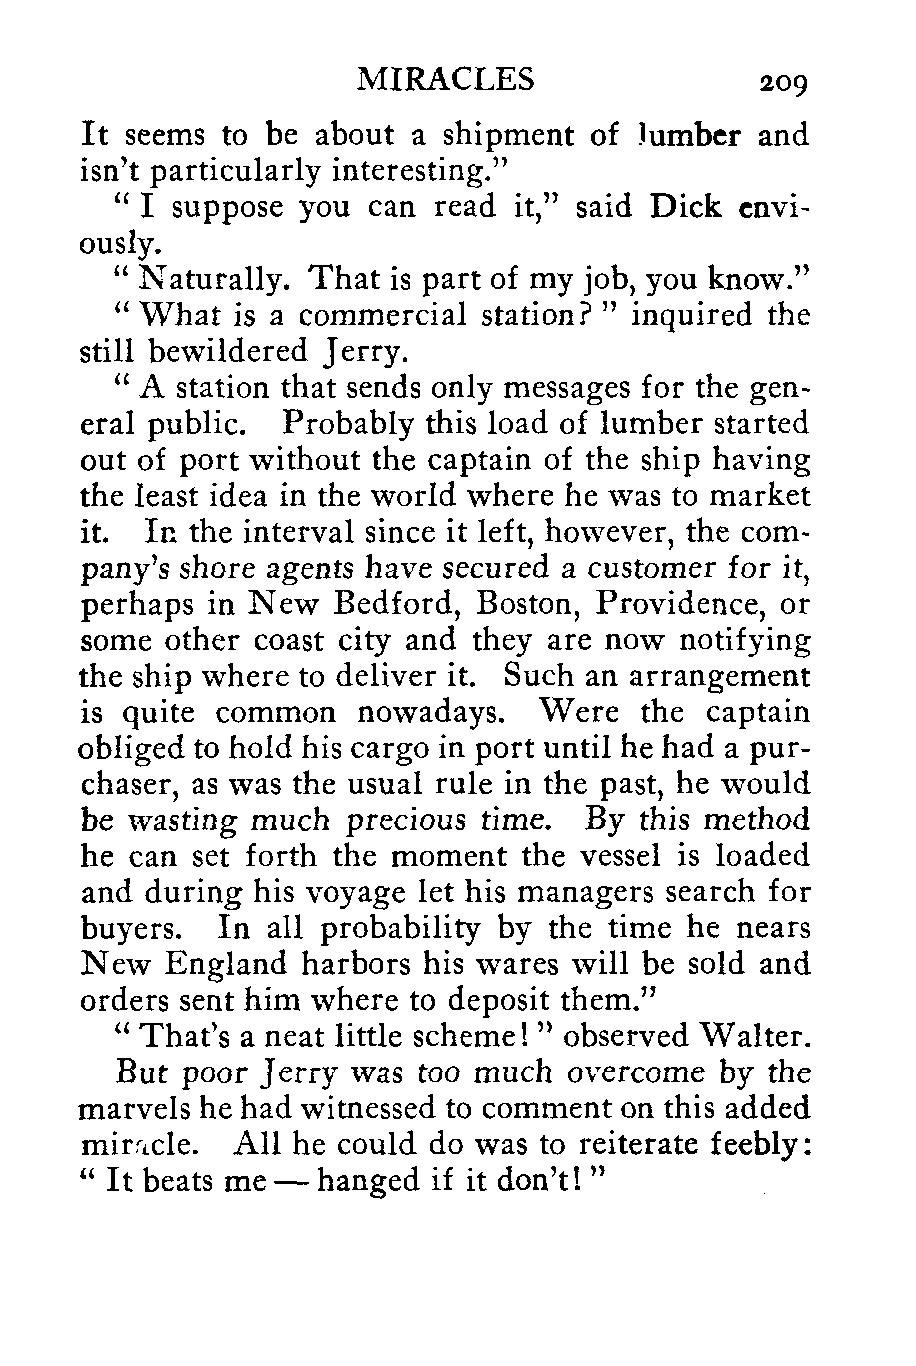 MIRACLES 209
It seems to be about a shipment of lumber and
isn't particularly interesting."
" I suppose you can read it," said Dick envi-
ously.
" Naturally. That is part of my job, you know."
" What is a commercial station? " inquired the
still bewildered Jerry.
" A station that sends only messages for the gen-
eral public. Probably this load of lumber started
out of port without the captain of the ship having
the least idea in the world where he was to market
it. In the interval since it left, however, the com-
pany's shore agents have secured a customer for it,
perhaps in New Bedford, Boston, Providence, or
some other coast city and they are now notifying
the ship where to deliver it. Such an arrangement
is quite common nowadays. Were the captain
obliged to hold his cargo in port until he had a pur-
chaser, as was the usual rule in the past, he would
be wasting much precious time. By this method
he can set forth the moment the vessel is loaded
and during his voyage let his managers search for
buyers. In all probability by the time he nears
New England harbors his wares will be sold and
orders sent him where to deposit them."
" That's a neat little scheme! " observed Walter.
But poor Jerry was too much overcome by the
marvels he had witnessed to comment on this added
miracle. All he could do was to reiterate feebly:
" It beats me — hanged if it don't! "